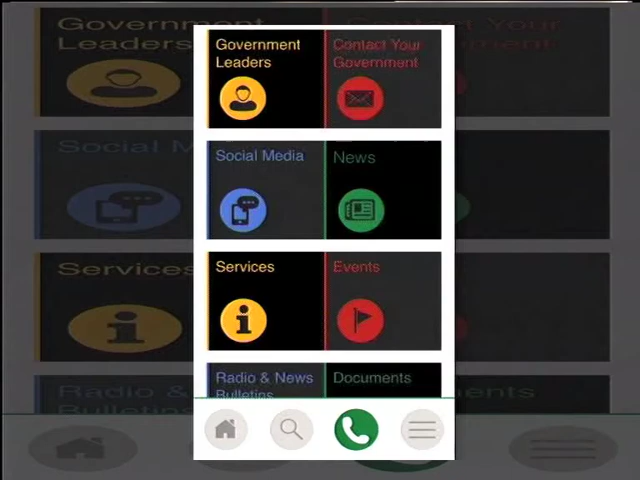 Government
Leaders
Contact Your
Government
Social Media
News
Services
Events
Radio & News
Bulletins
Documents